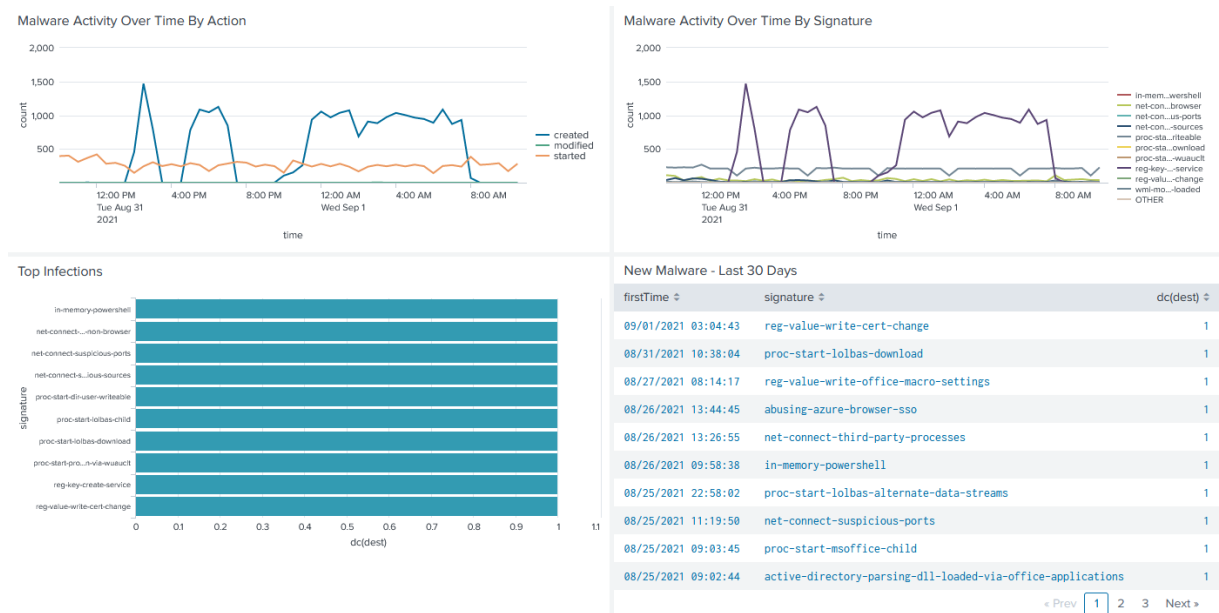 Malware Activity Over Time By Action
2,000
1,500
1,000
500
count
12:00 PM
Tue Aug 31
2021
4:00 PM
8:00 PM
12:00 AM
Wed Sep 1
4:00 AM
8:00 AM
time
created
modified
started
Malware Activity Over Time By Signature
2,000
1,500
1,000
500
count
12:00 PM
Tue Aug 31
2021
4:00 PM
8:00 PM
12:00 AM
Wed Sep 1
4:00 AM
8:00 AM
time
in-mem...wershell
net-con...browser
net-con...us-ports
net-con...-sources
proc-sta...riteable
proc-sta...ownload
proc-sta...-wuauclt
reg-key-...-service
reg-valu...-change
wmi-mo...-loaded
OTHER
Top Infections
signature
in-memory-powershell
net-connect-...-non-browser
net-connect-suspicious-ports
net-connect-s...ious-sources
proc-start-dir-user-writeable
proc-start-lolbas-child
proc-start-lolbas-download
proc-start-pro...n-via-wuauclt
reg-key-create-service
reg-value-write-cert-change
0 0.1 0.2 0.3 0.4 0.5 0.6 0.7 0.8 0.9 1 1.1
dc(dest)
New Malware - Last 30 Days
firstTime signature dc(dest)
09/01/2021 03:04:43 reg-value-write-cert-change 1
08/31/2021 10:38:04 proc-start-lolbas-download 1
08/27/2021 08:14:17 reg-value-write-office-macro-settings 1
08/26/2021 13:44:45 abusing-azure-browser-sso 1
08/26/2021 13:26:55 net-connect-third-party-processes 1
08/26/2021 09:58:38 in-memory-powershell 1
08/25/2021 22:58:02 proc-start-lolbas-alternate-data-streams 1
08/25/2021 11:19:50 net-connect-suspicious-ports 1
08/25/2021 09:03:45 proc-start-msoffice-child 1
08/25/2021 09:02:44 active-directory-parsing-dll-loaded-via-office-applications 1
« Prev 1 2 3 Next »